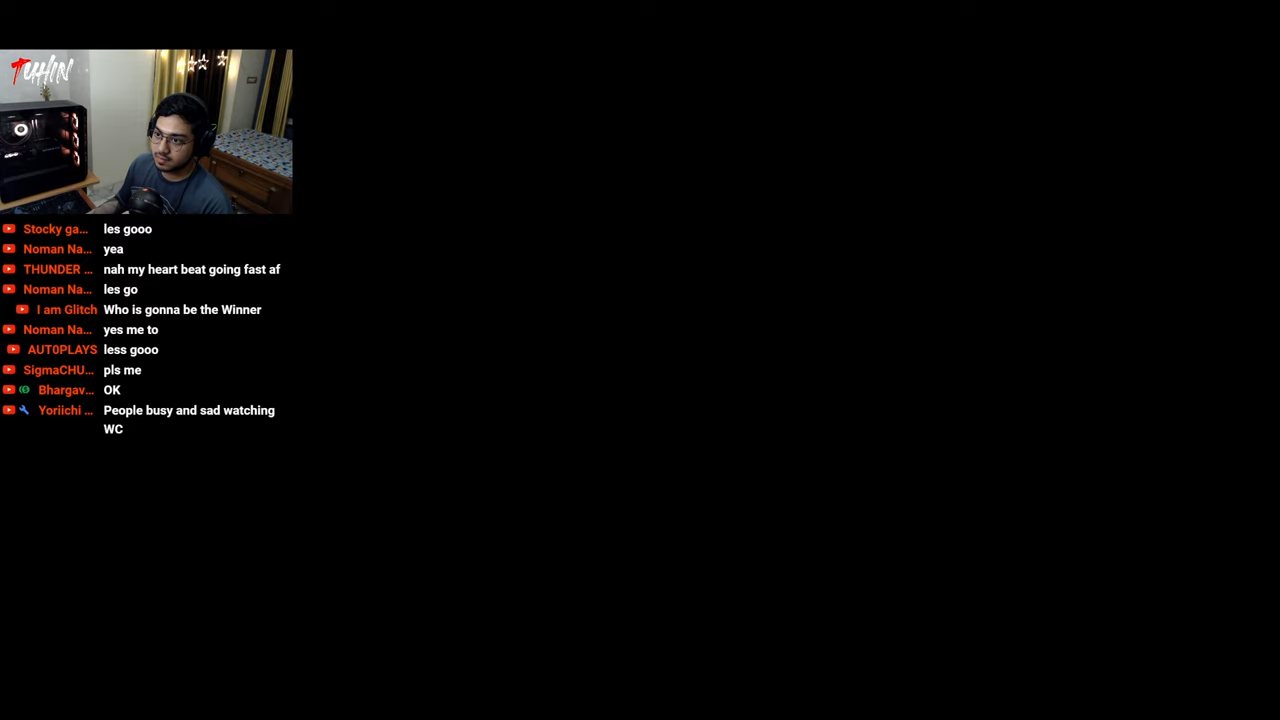 TUHIN
Stocky ga... les gooo
Noman Na... yea
THUNDER ... nah my heart beat going fast af
Noman Na... les go
I am Glitch Who is gonna be the Winner
Noman Na... yes me to
AUT0PLAYS less gooo
SigmaCHU... pls me
Bhargav... OK
Yoriichi ... People busy and sad watching
WC